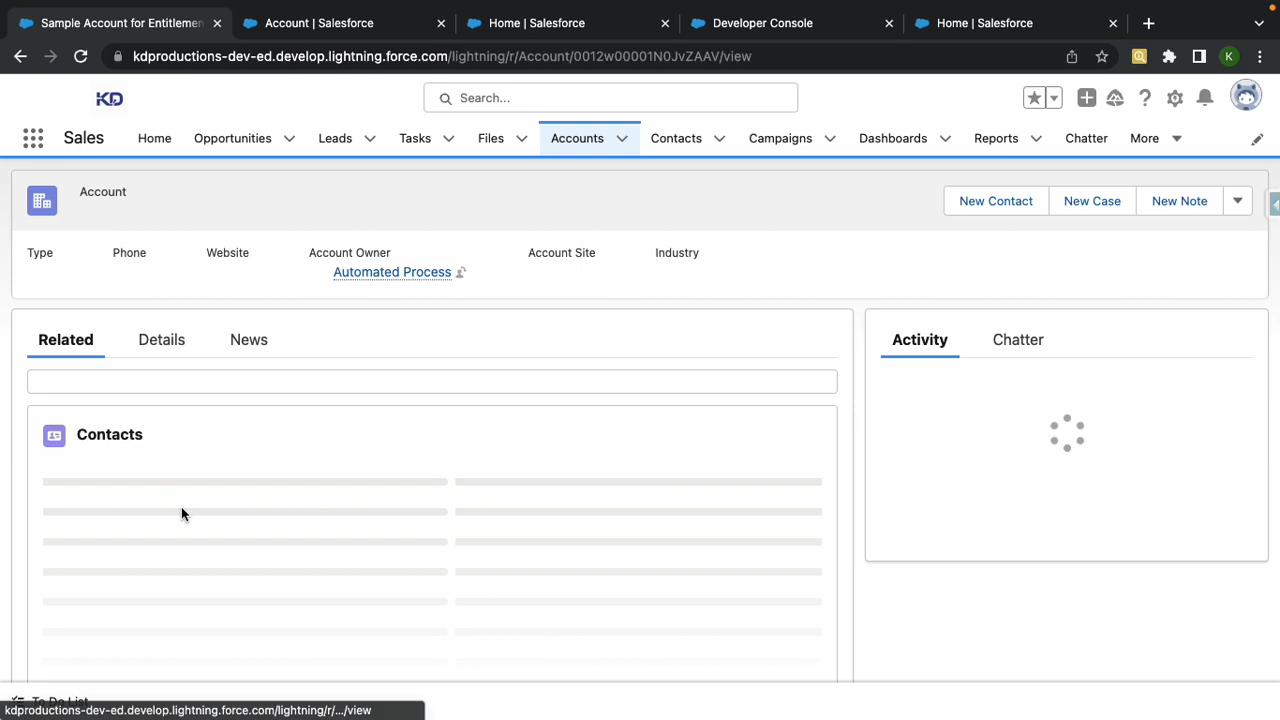 Sample Account for Entitlemen
Account | Salesforce
Home | Salesforce
Developer Console
Home | Salesforce
kdproductions-dev-ed.develop.lightning.force.com/lightning/r/Account/0012w00001N0JvZAAV/view
K
KD
Search...
Sales
Home
Opportunities
Leads
Tasks
Files
Accounts
Contacts
Campaigns
Dashboards
Reports
Chatter
More
Account
New Contact
New Case
New Note
Type
Phone
Website
Account Owner
Account Site
Industry
Automated Process
Related
Details
News
Activity
Chatter
Contacts
To Do List
kdproductions-dev-ed.develop.lightning.force.com/lightning/r/.../view